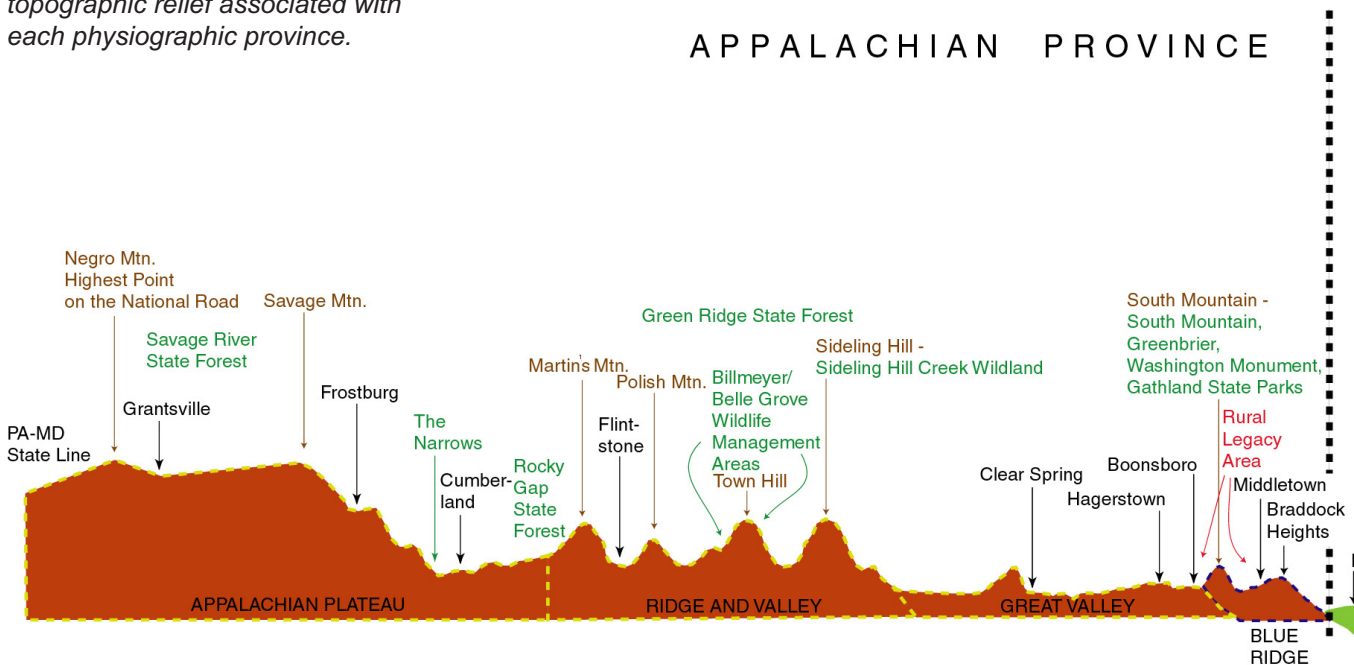 topographic relief associated with
each physiographic province.
APPALACHIAN PROVINCE
Negro Mtn.
Highest Point
on the National Road
Savage Mtn.
Savage River
State Forest
Grantsville
Frostburg
PA-MD
State Line
The
Narrows
Cumber-
land
Rocky
Gap
State
Forest
Martin's Mtn.
Flint-
stone
Polish Mtn.
Green Ridge State Forest
Billmeyer/
Belle Grove
Wildlife
Management
Areas
Town Hill
Sideling Hill -
Sideling Hill Creek Wildland
Clear Spring
Hagerstown
Boonsboro
South Mountain -
South Mountain,
Greenbrier,
Washington Monument,
Gathland State Parks
Rural
Legacy
Area
Middletown
Braddock
Heights
APPALACHIAN PLATEAU
RIDGE AND VALLEY
GREAT VALLEY
BLUE
RIDGE